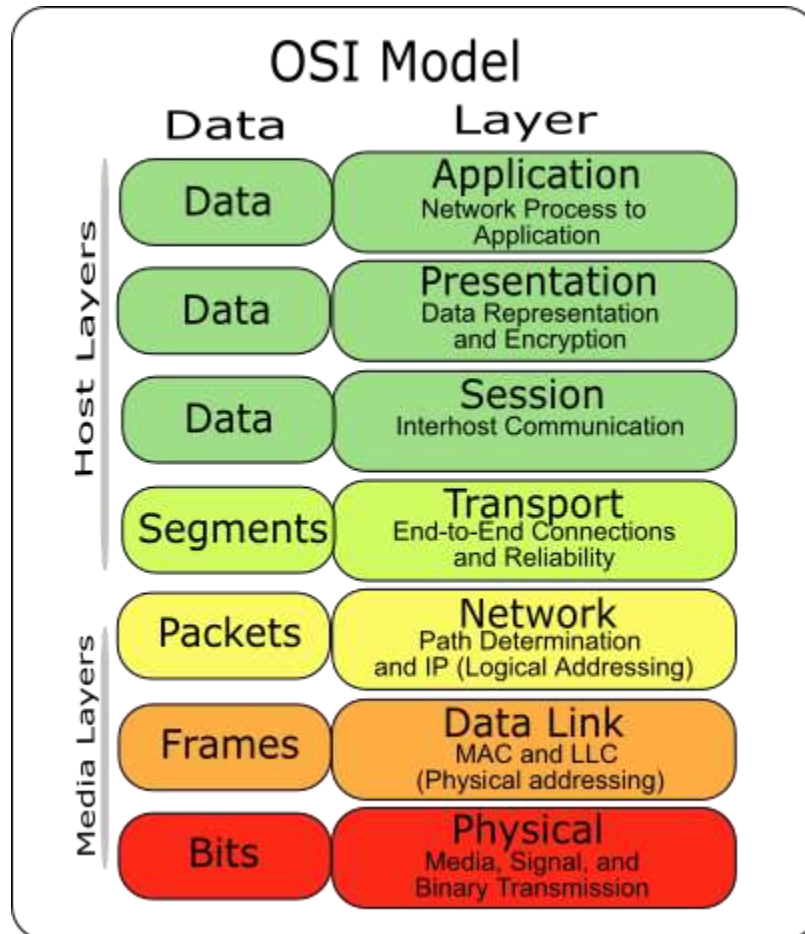 OSI Model
Data Layer
Host Layers
Data
Application
Network Process to
Application
Data
Presentation
Data Representation
and Encryption
Data
Session
Interhost Communication
Segments
Transport
End-to-End Connections
and Reliability
Media Layers
Packets
Network
Path Determination
and IP (Logical Addressing)
Frames
Data Link
MAC and LLC
(Physical addressing)
Bits
Physical
Media, Signal, and
Binary Transmission